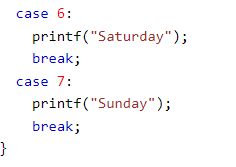 case 6:
printf("Saturday");
break;
case 7:
printf("Sunday");
break;
}